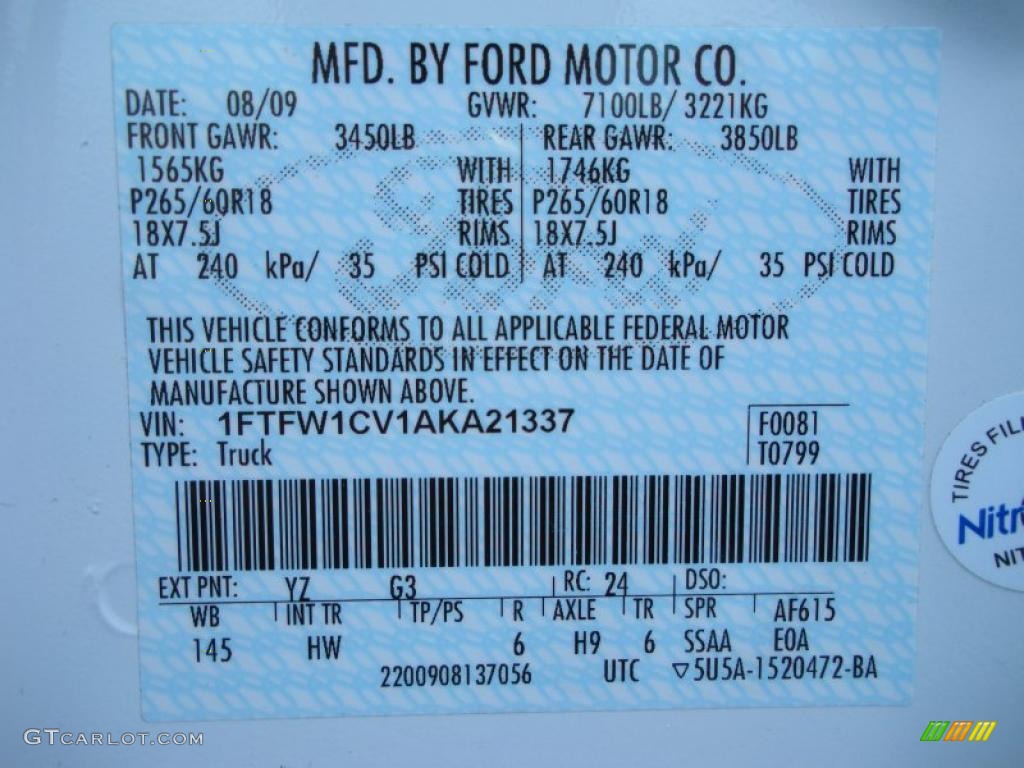 MFD. BY FORD MOTOR CO.
DATE: 08/09 GVWR: 7100LB/ 3221KG
FRONT GAWR: 3450LB REAR GAWR: 3850LB
1565KG WITH 1746KG WITH
P265/60R18 TIRES P265/60R18 TIRES
18X7.5J RIMS 18X7.5J RIMS
AT 240 kPa/ 35 PSI COLD AT 240 kPa/ 35 PSI COLD
THIS VEHICLE CONFORMS TO ALL APPLICABLE FEDERAL MOTOR
VEHICLE SAFETY STANDARDS IN EFFECT ON THE DATE OF
MANUFACTURE SHOWN ABOVE.
VIN: 1FTFW1CV1AKA21337 F0081
TYPE: Truck T0799
EXT PNT: YZ G3 RC: 24 DSO:
WB INT TR TP/PS R AXLE TR SPR AF615
145 HW 6 H9 6 SSAA EOA
2200908137056 UTC ▽5U5A-1520472-BA
TIRES FILL
Nitr
NIT
GTCARLOT.COM